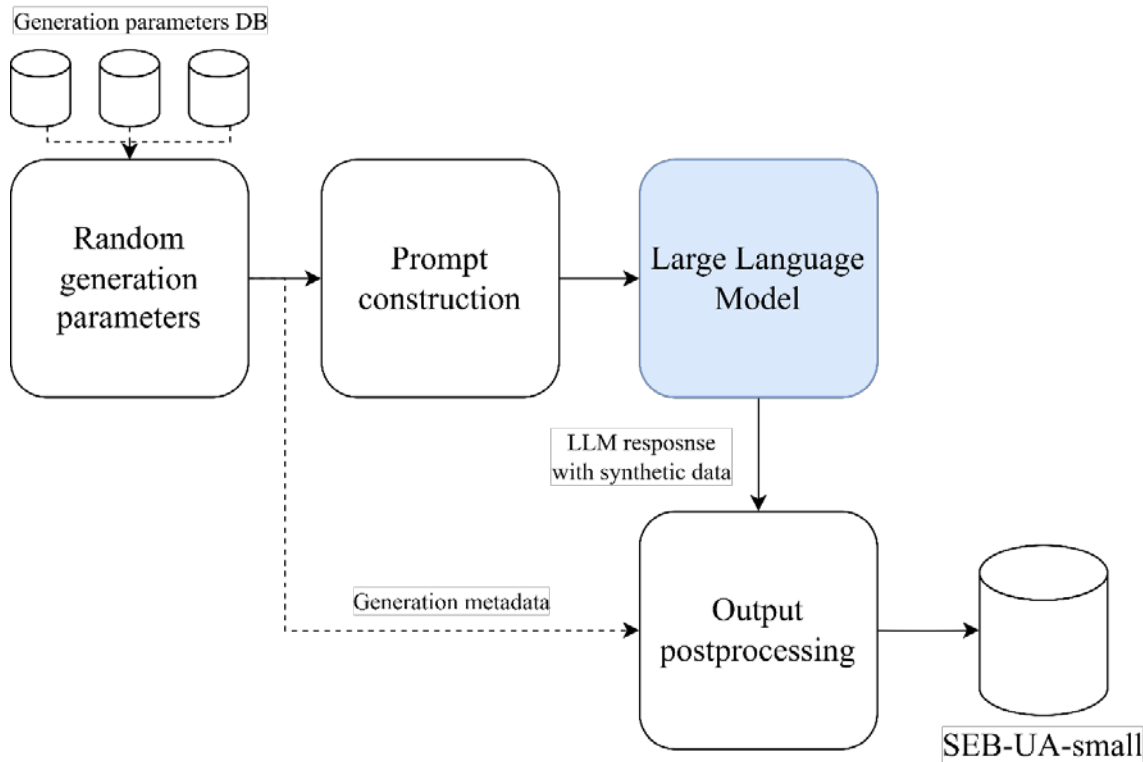 Generation parameters DB
Random
generation
parameters
Prompt
construction
Large Language
Model
LLM resposnse
with synthetic data
Generation metadata
Output
postprocessing
SEB-UA-small